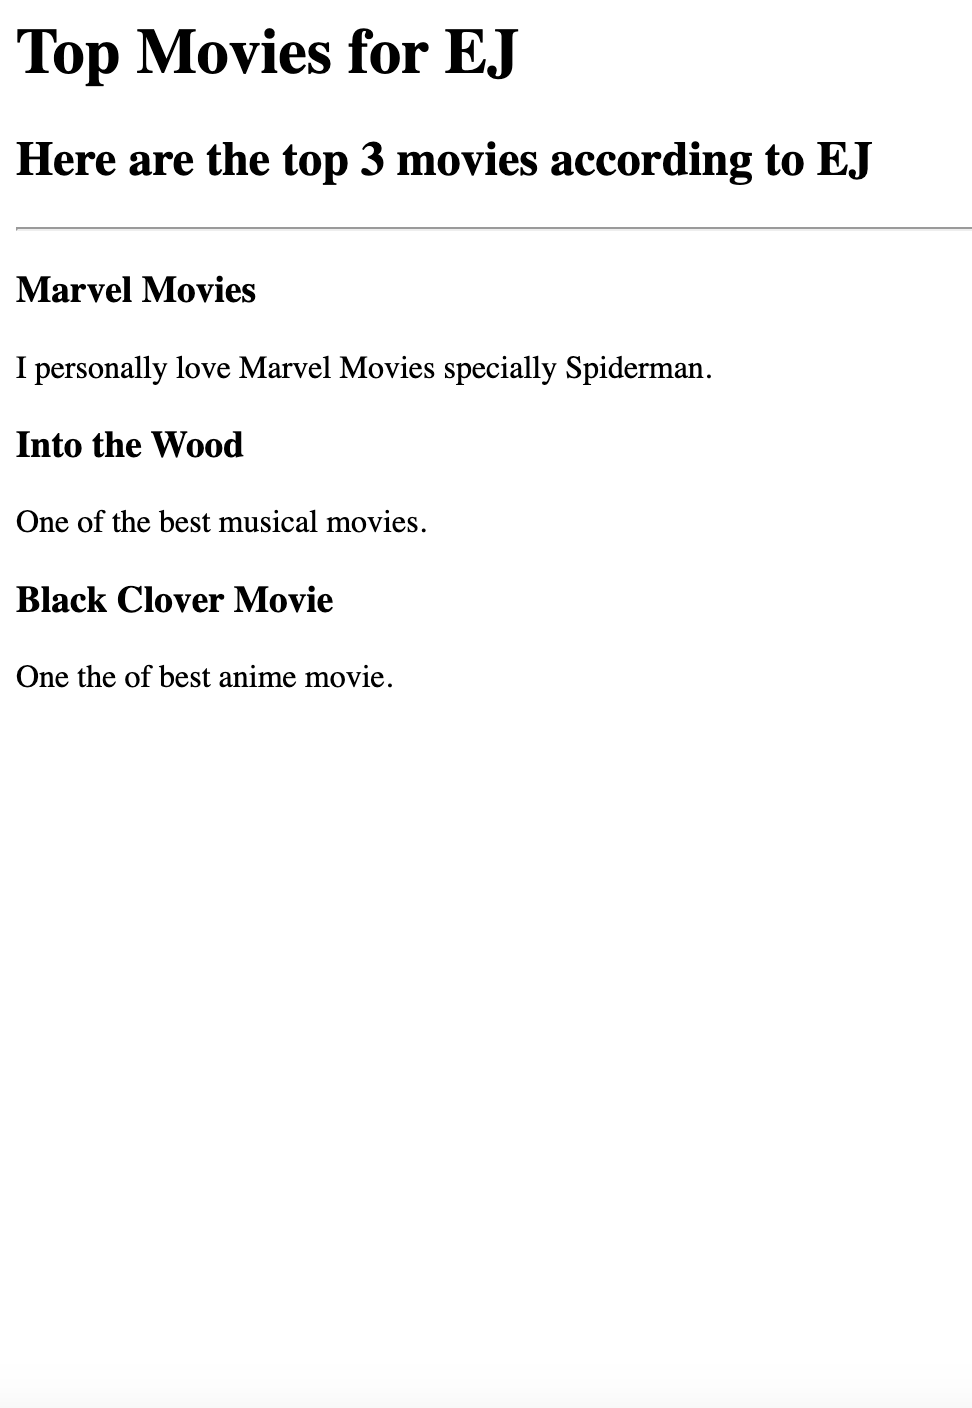 Top Movies for EJ
Here are the top 3 movies according to EJ
Marvel Movies
I personally love Marvel Movies specially Spiderman.
Into the Wood
One of the best musical movies.
Black Clover Movie
One the of best anime movie.